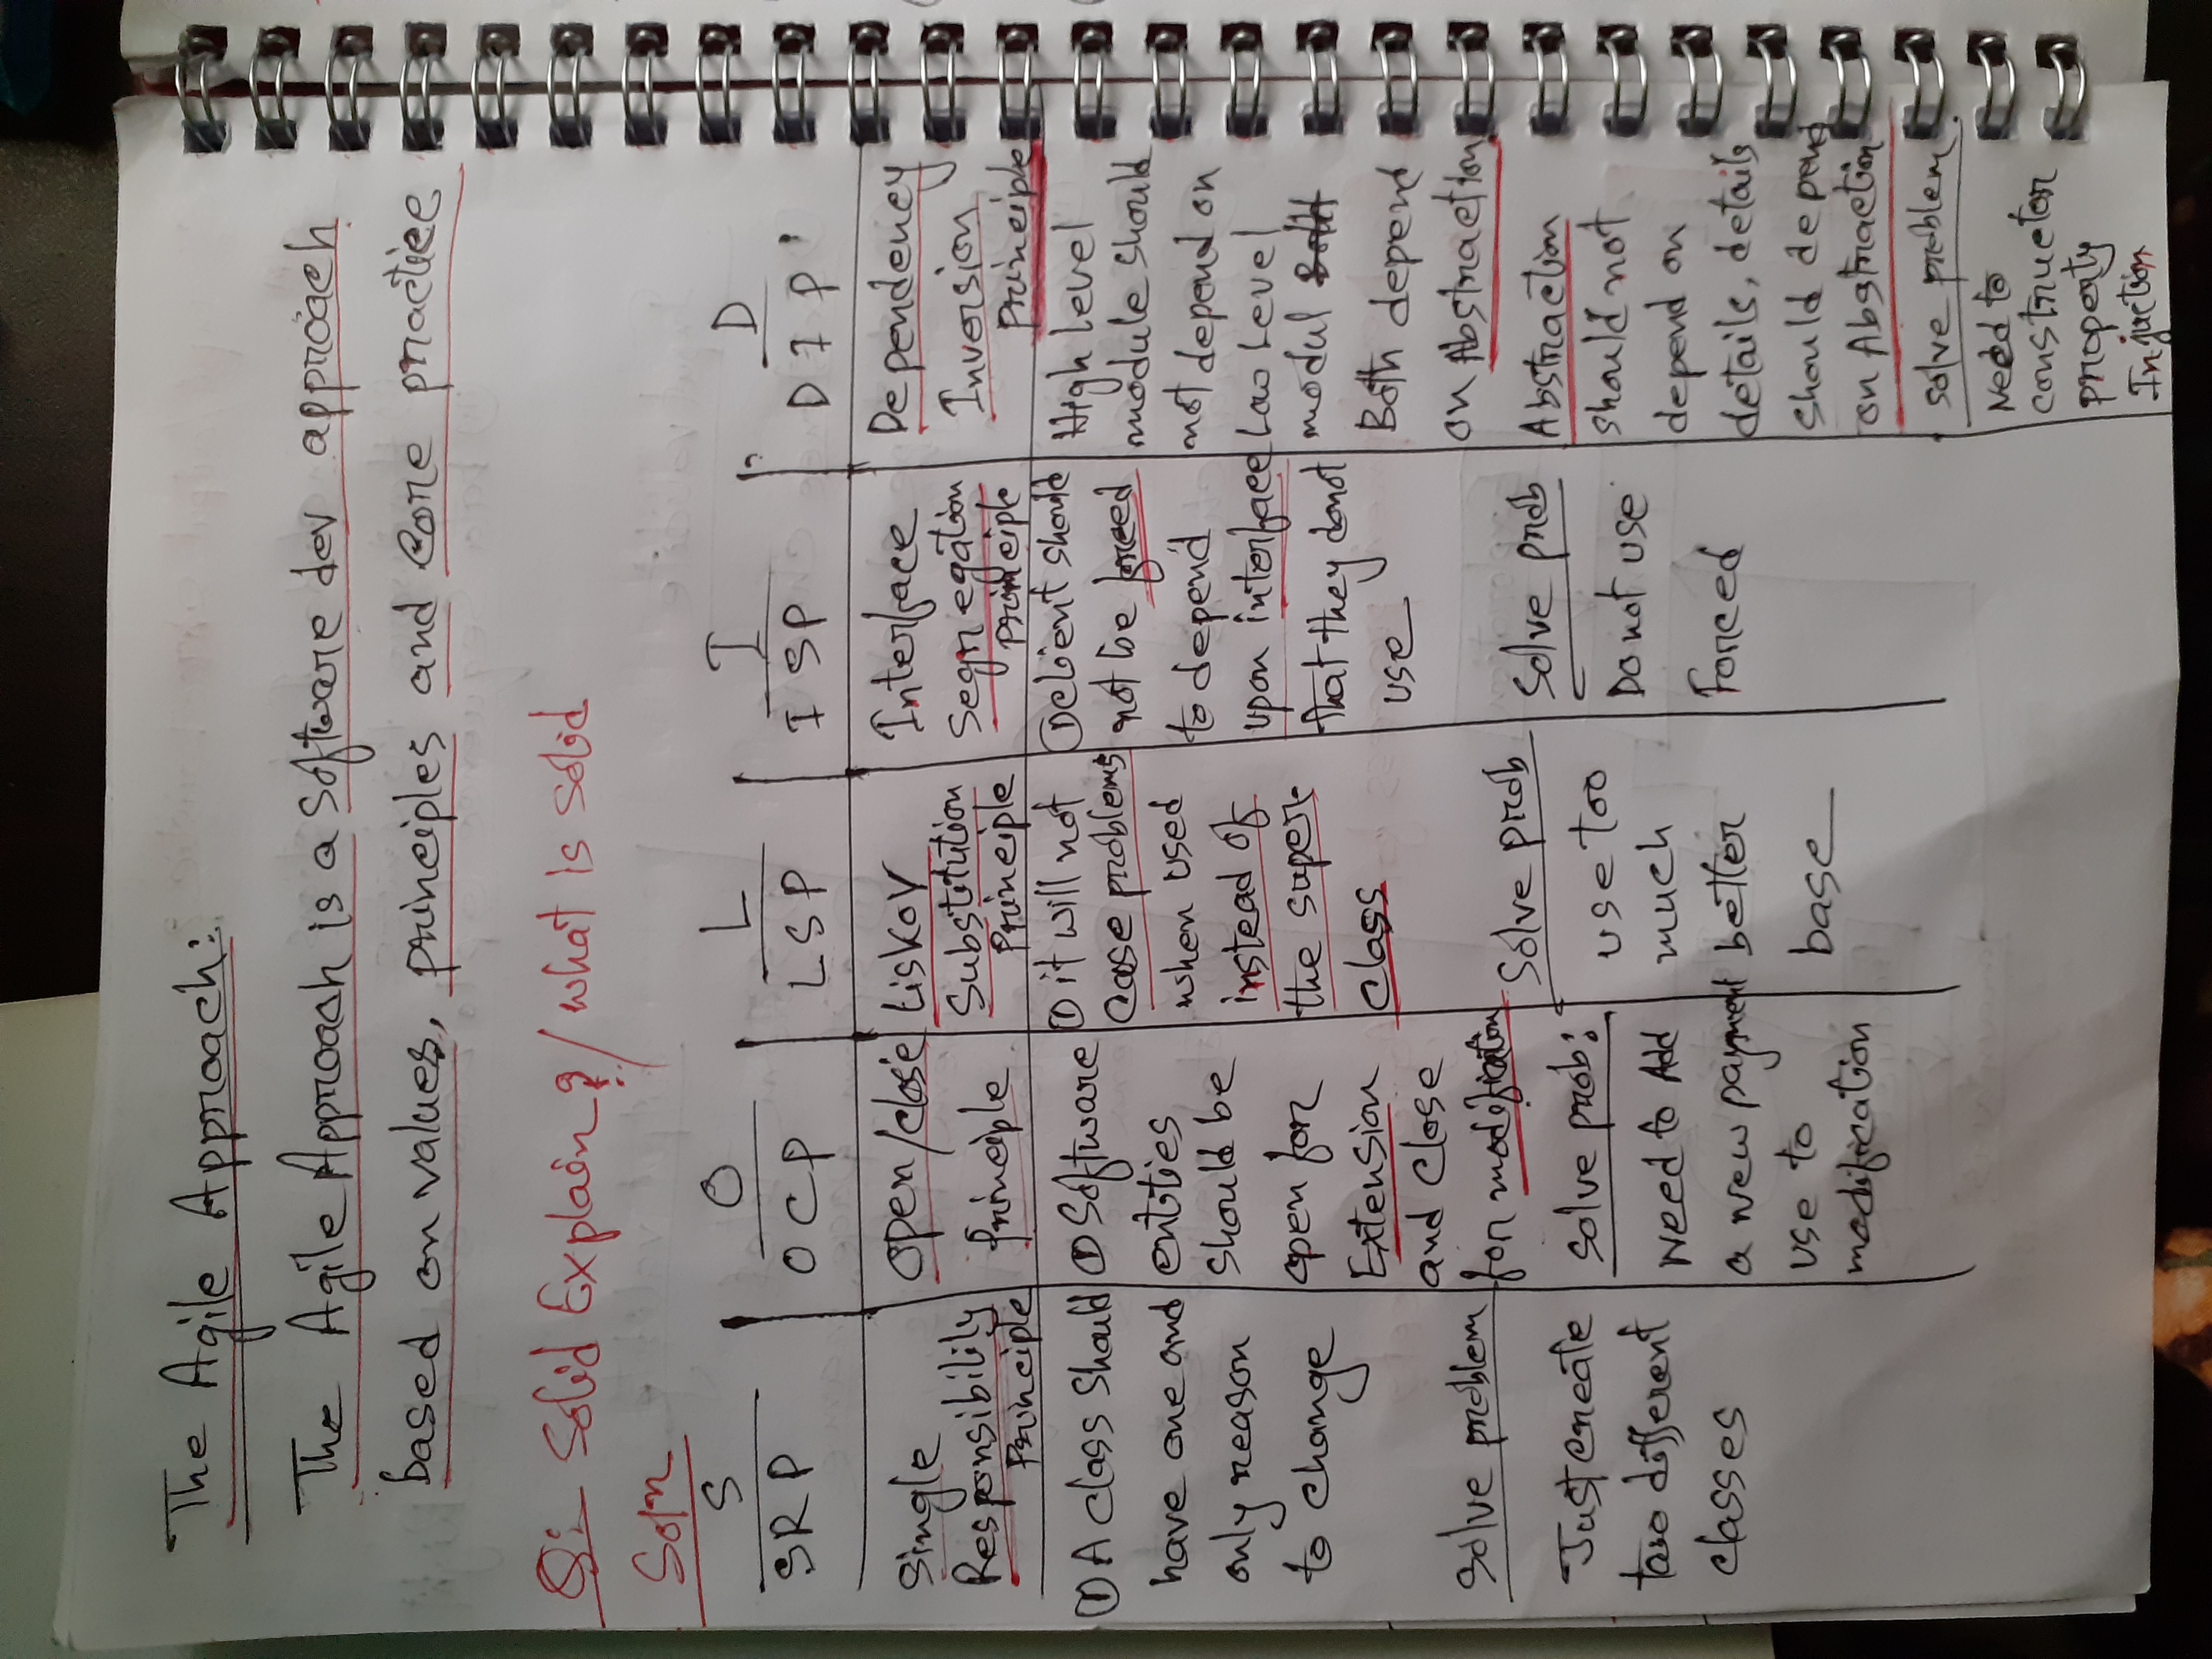 The Agile Approach:
The Agile Approach is a software dev approach
based on values, principles and core practice
Q: Solid Explain? / what is solid
Soln
S
SRP
Single
Responsibility
Principle
① A class should
have one and
only reason
to change
solve problem
Just create
two different
classes
O
OCP
open/close
principle
① Software
entities
should be
open for
Extension
and close
for modification
solve prob:
Need to Add
a new payment
use to
modification
L
LSP
Liskov
Substitution
Principle
① it will not
case problems
when used
instead of
the super-
class
Solve prob
use too
much
better
base
I
ISP
Interface
Segregation
principle
① client should
not be forced
to depend
upon interface
that they donot
use
Solve prob
Do not use
Forced
D
DIP
Dependency
Inversion
principle
High level
module should
not depend on
Low Level
modul
Both depend
on Abstraction
Abstraction
should not
depend on
details, details
should depend
on Abstraction
solve problem
Need to
constructor
property
Injuction